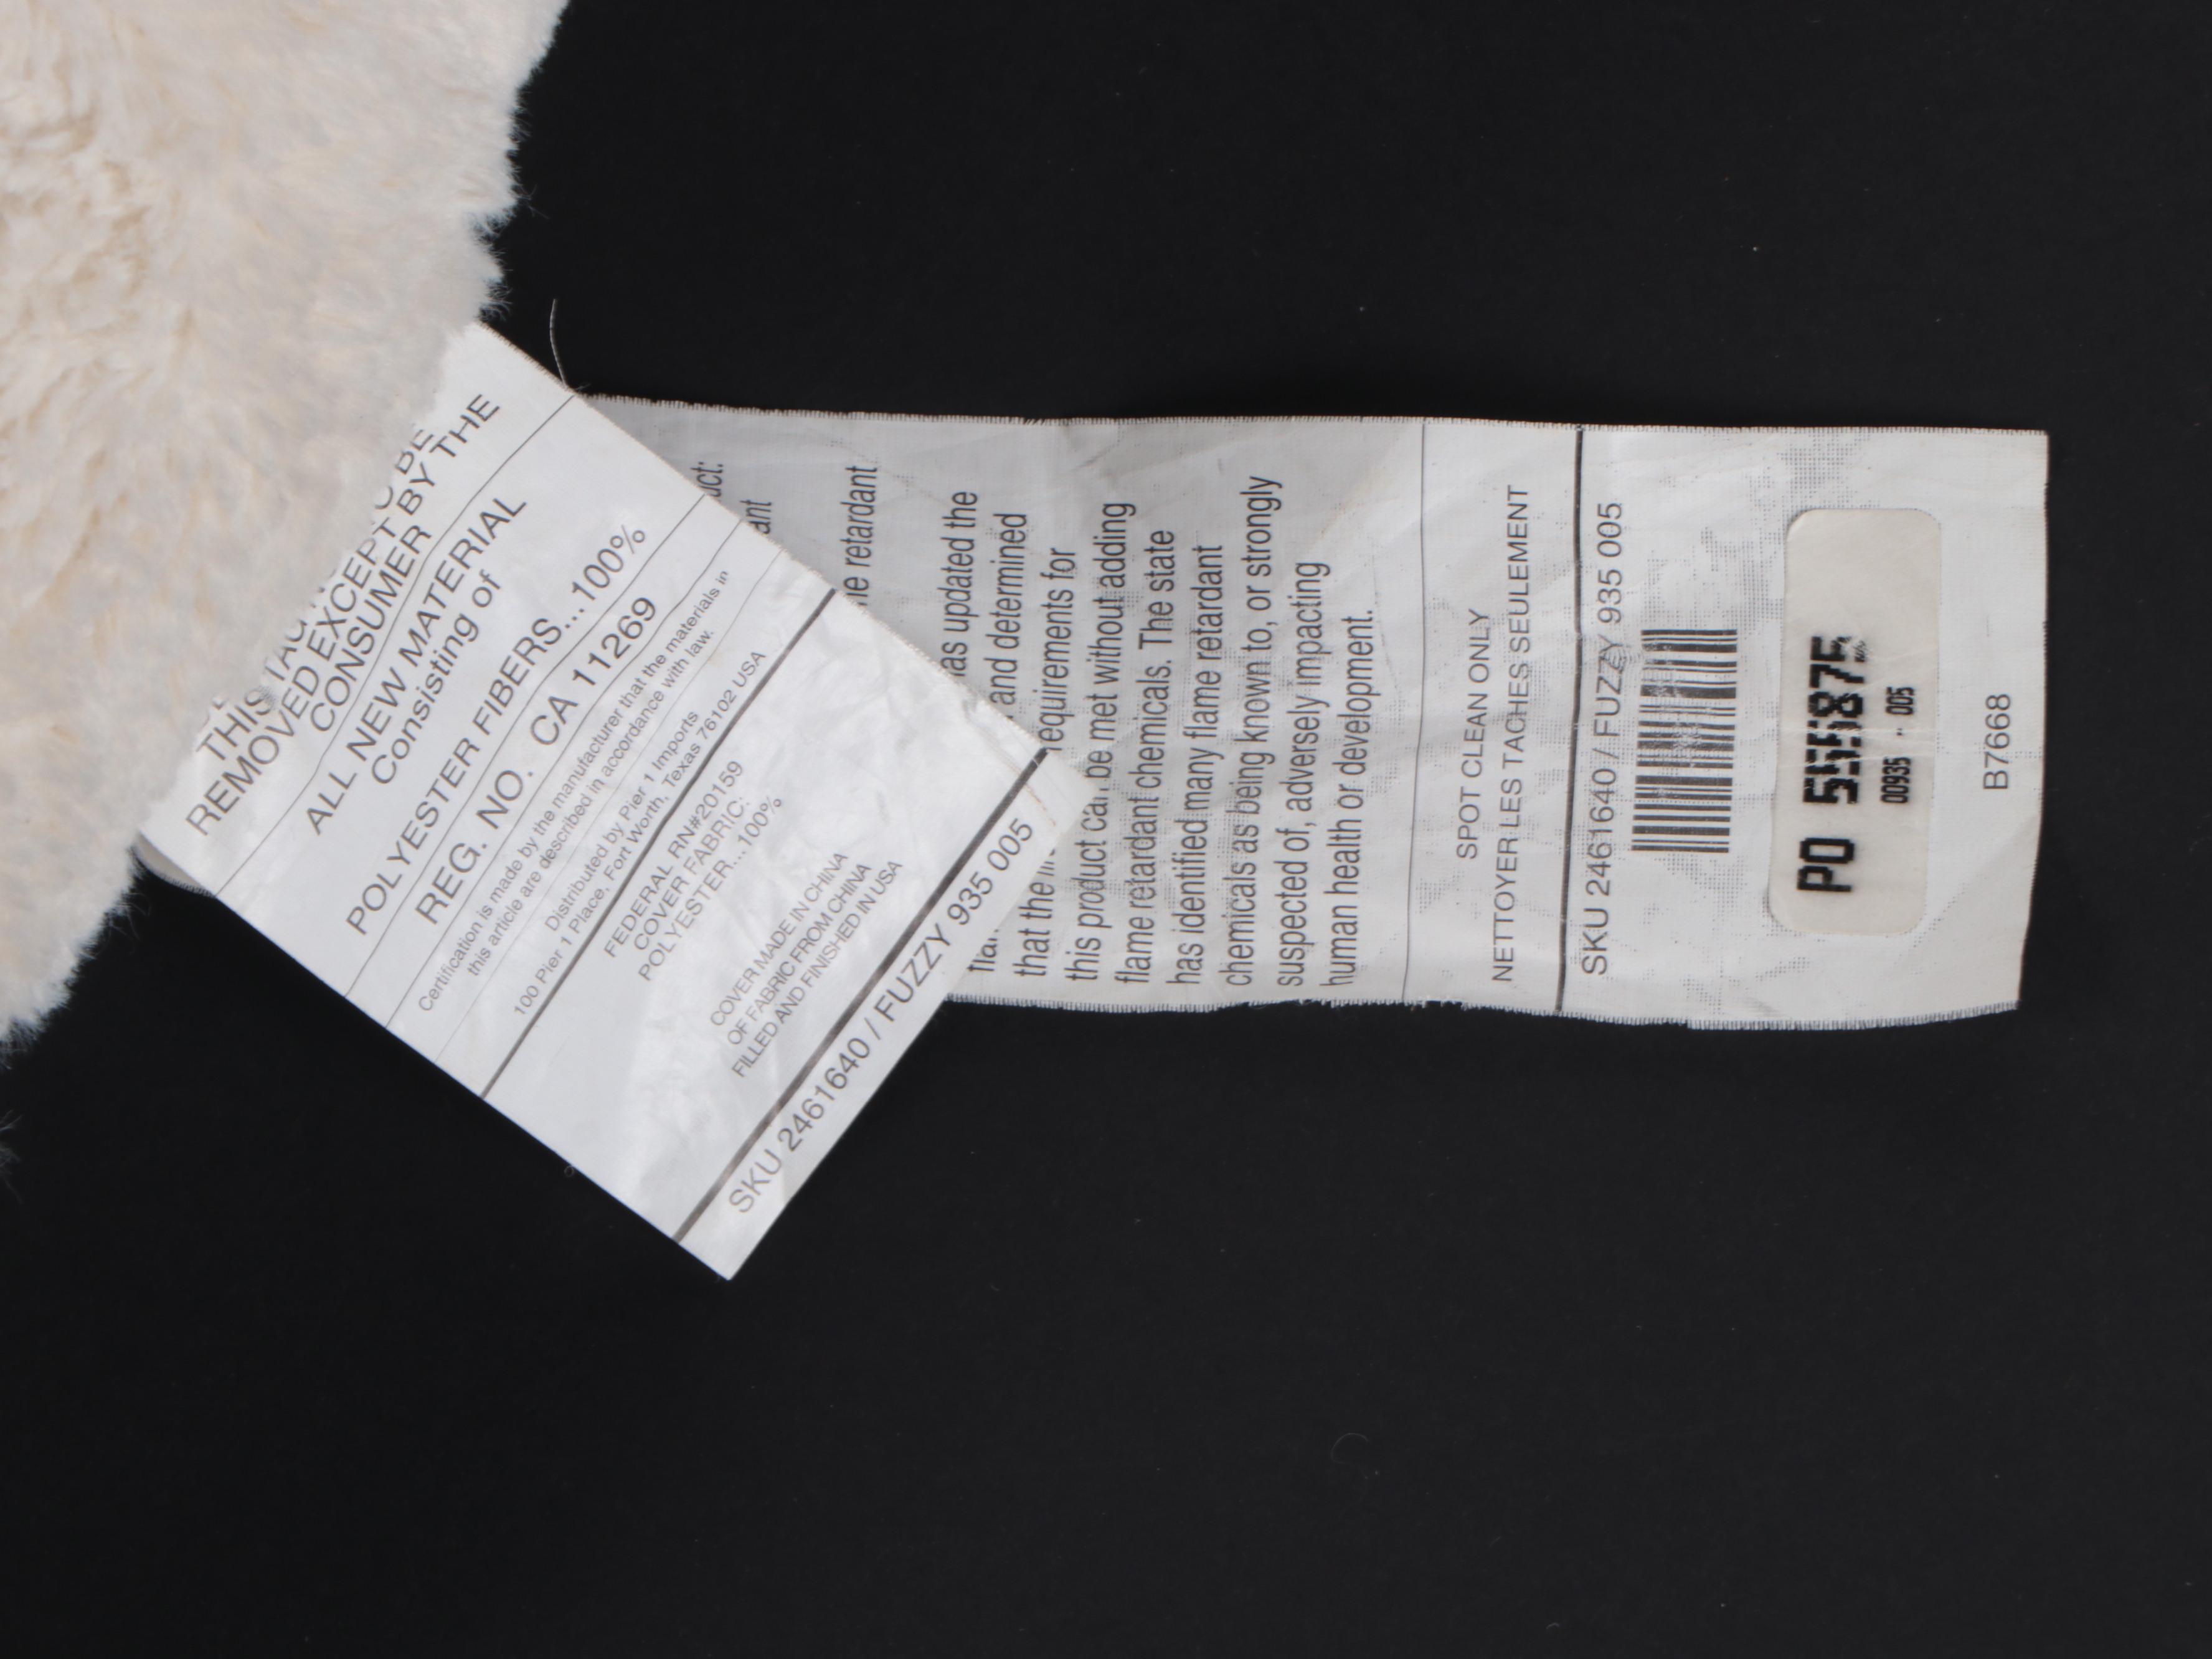 THIS TAG
REMOVED EXCEPT BY THE
CONSUMER
ALL NEW MATERIAL
Consisting of
POLYESTER FIBERS...100%
REG. NO. CA 11269
Certification is made by the manufacturer that the materials in
this article are described in accordance with law.
Distributed by Pier 1 Imports
100 Pier 1 Place, Fort Worth, Texas 76102 USA
FEDERAL RN#20159
COVER FABRIC:
POLYESTER...100%
COVER MADE IN CHINA
OF FABRIC FROM CHINA
FILLED AND FINISHED IN USA
SKU 2461640 / FUZZY 935 005
retardant
updated the
and determined
that the requirements for
this product can be met without adding
flame retardant chemicals. The state
has identified many flame retardant
chemicals as being known to, or strongly
suspected of, adversely impacting
human health or development.
SPOT CLEAN ONLY
NETTOYER LES TACHES SEULEMENT
SKU 2461640 / FUZZY 935 005
PO
00935 - 005
B7668